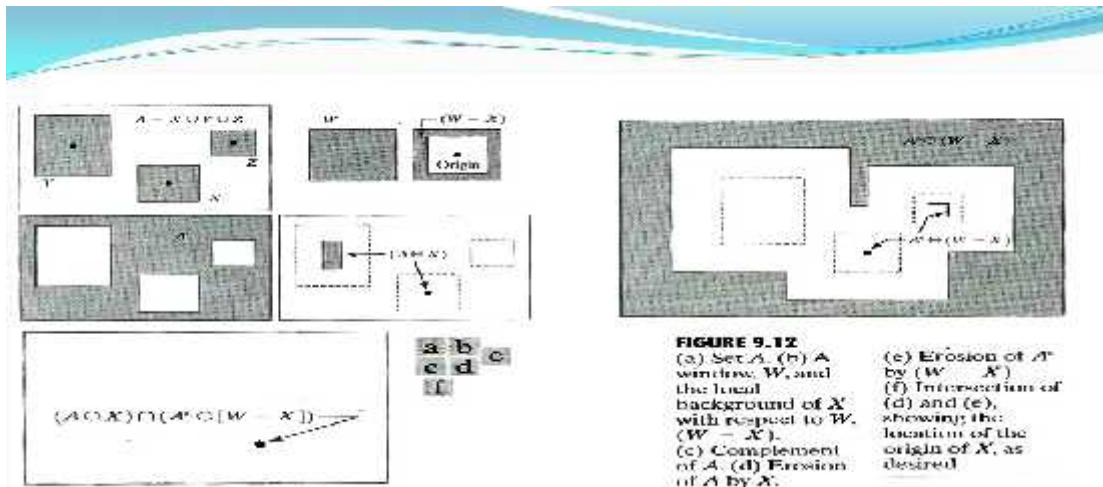 A = X ∪ Y ∪ Z
Y
X
Z
W
(W − X)
Origin
(A ⊖ X)
(W − X)
a b
c d e
f
FIGURE 9.12
(a) Set A. (b) A
window, W, and
the local
background of X
with respect to W,
(W − X).
(c) Complement
of A. (d) Erosion
of A by X.
(e) Erosion of Aᶜ
by (W − X)
(f) Intersection of
(d) and (e),
showing the
location of the
origin of X, as
desired